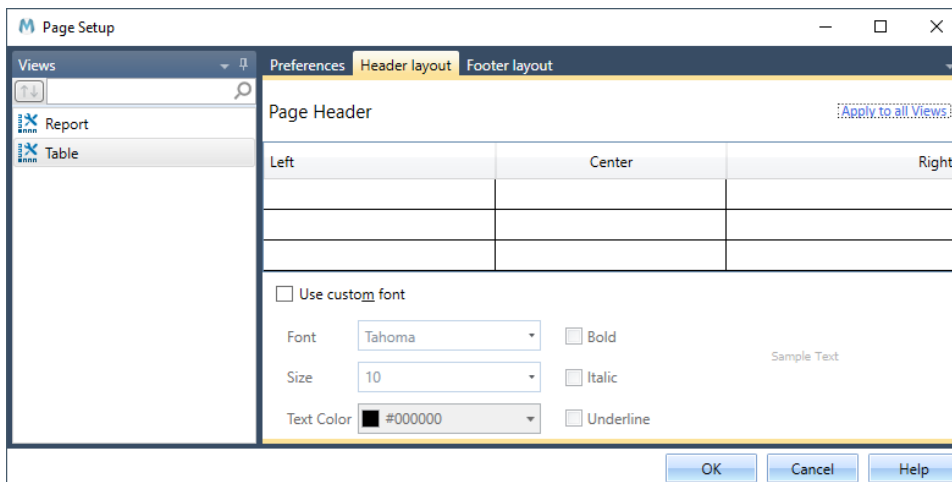 Page Setup
Views
Preferences Header layout Footer layout
Report
Table
Page Header
Apply to all Views
Left Center Right
Use custom font
Font Tahoma Bold
Sample Text
Size 10 Italic
Text Color #000000 Underline
OK Cancel Help